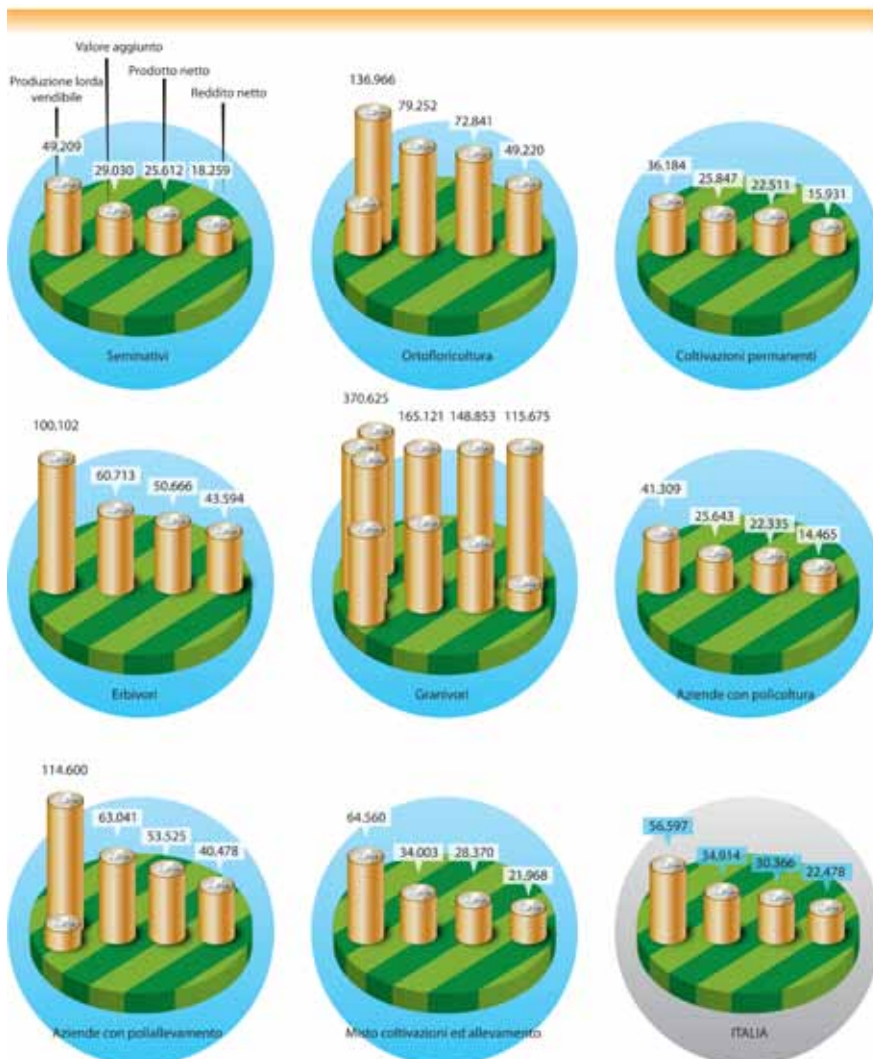 Valore aggiunto
Prodotto netto
Produzione lorda
vendibile
Reddito netto
49.209
29.030
25.612
18.259
Seminativi
136.966
79.252
72.841
49.220
Ortofloricultura
36.184
25.847
22.511
15.931
Coltivazioni permanenti
100.102
60.713
50.666
43.594
Erbivori
370.625
165.121
148.853
115.675
Granivori
41.309
25.643
22.335
14.465
Aziende con policoltura
114.600
63.041
53.525
40.478
Aziende con poliallevamento
64.560
34.003
28.370
21.968
Misto coltivazioni ed allevamento
56.597
34.914
30.366
22.478
ITALIA